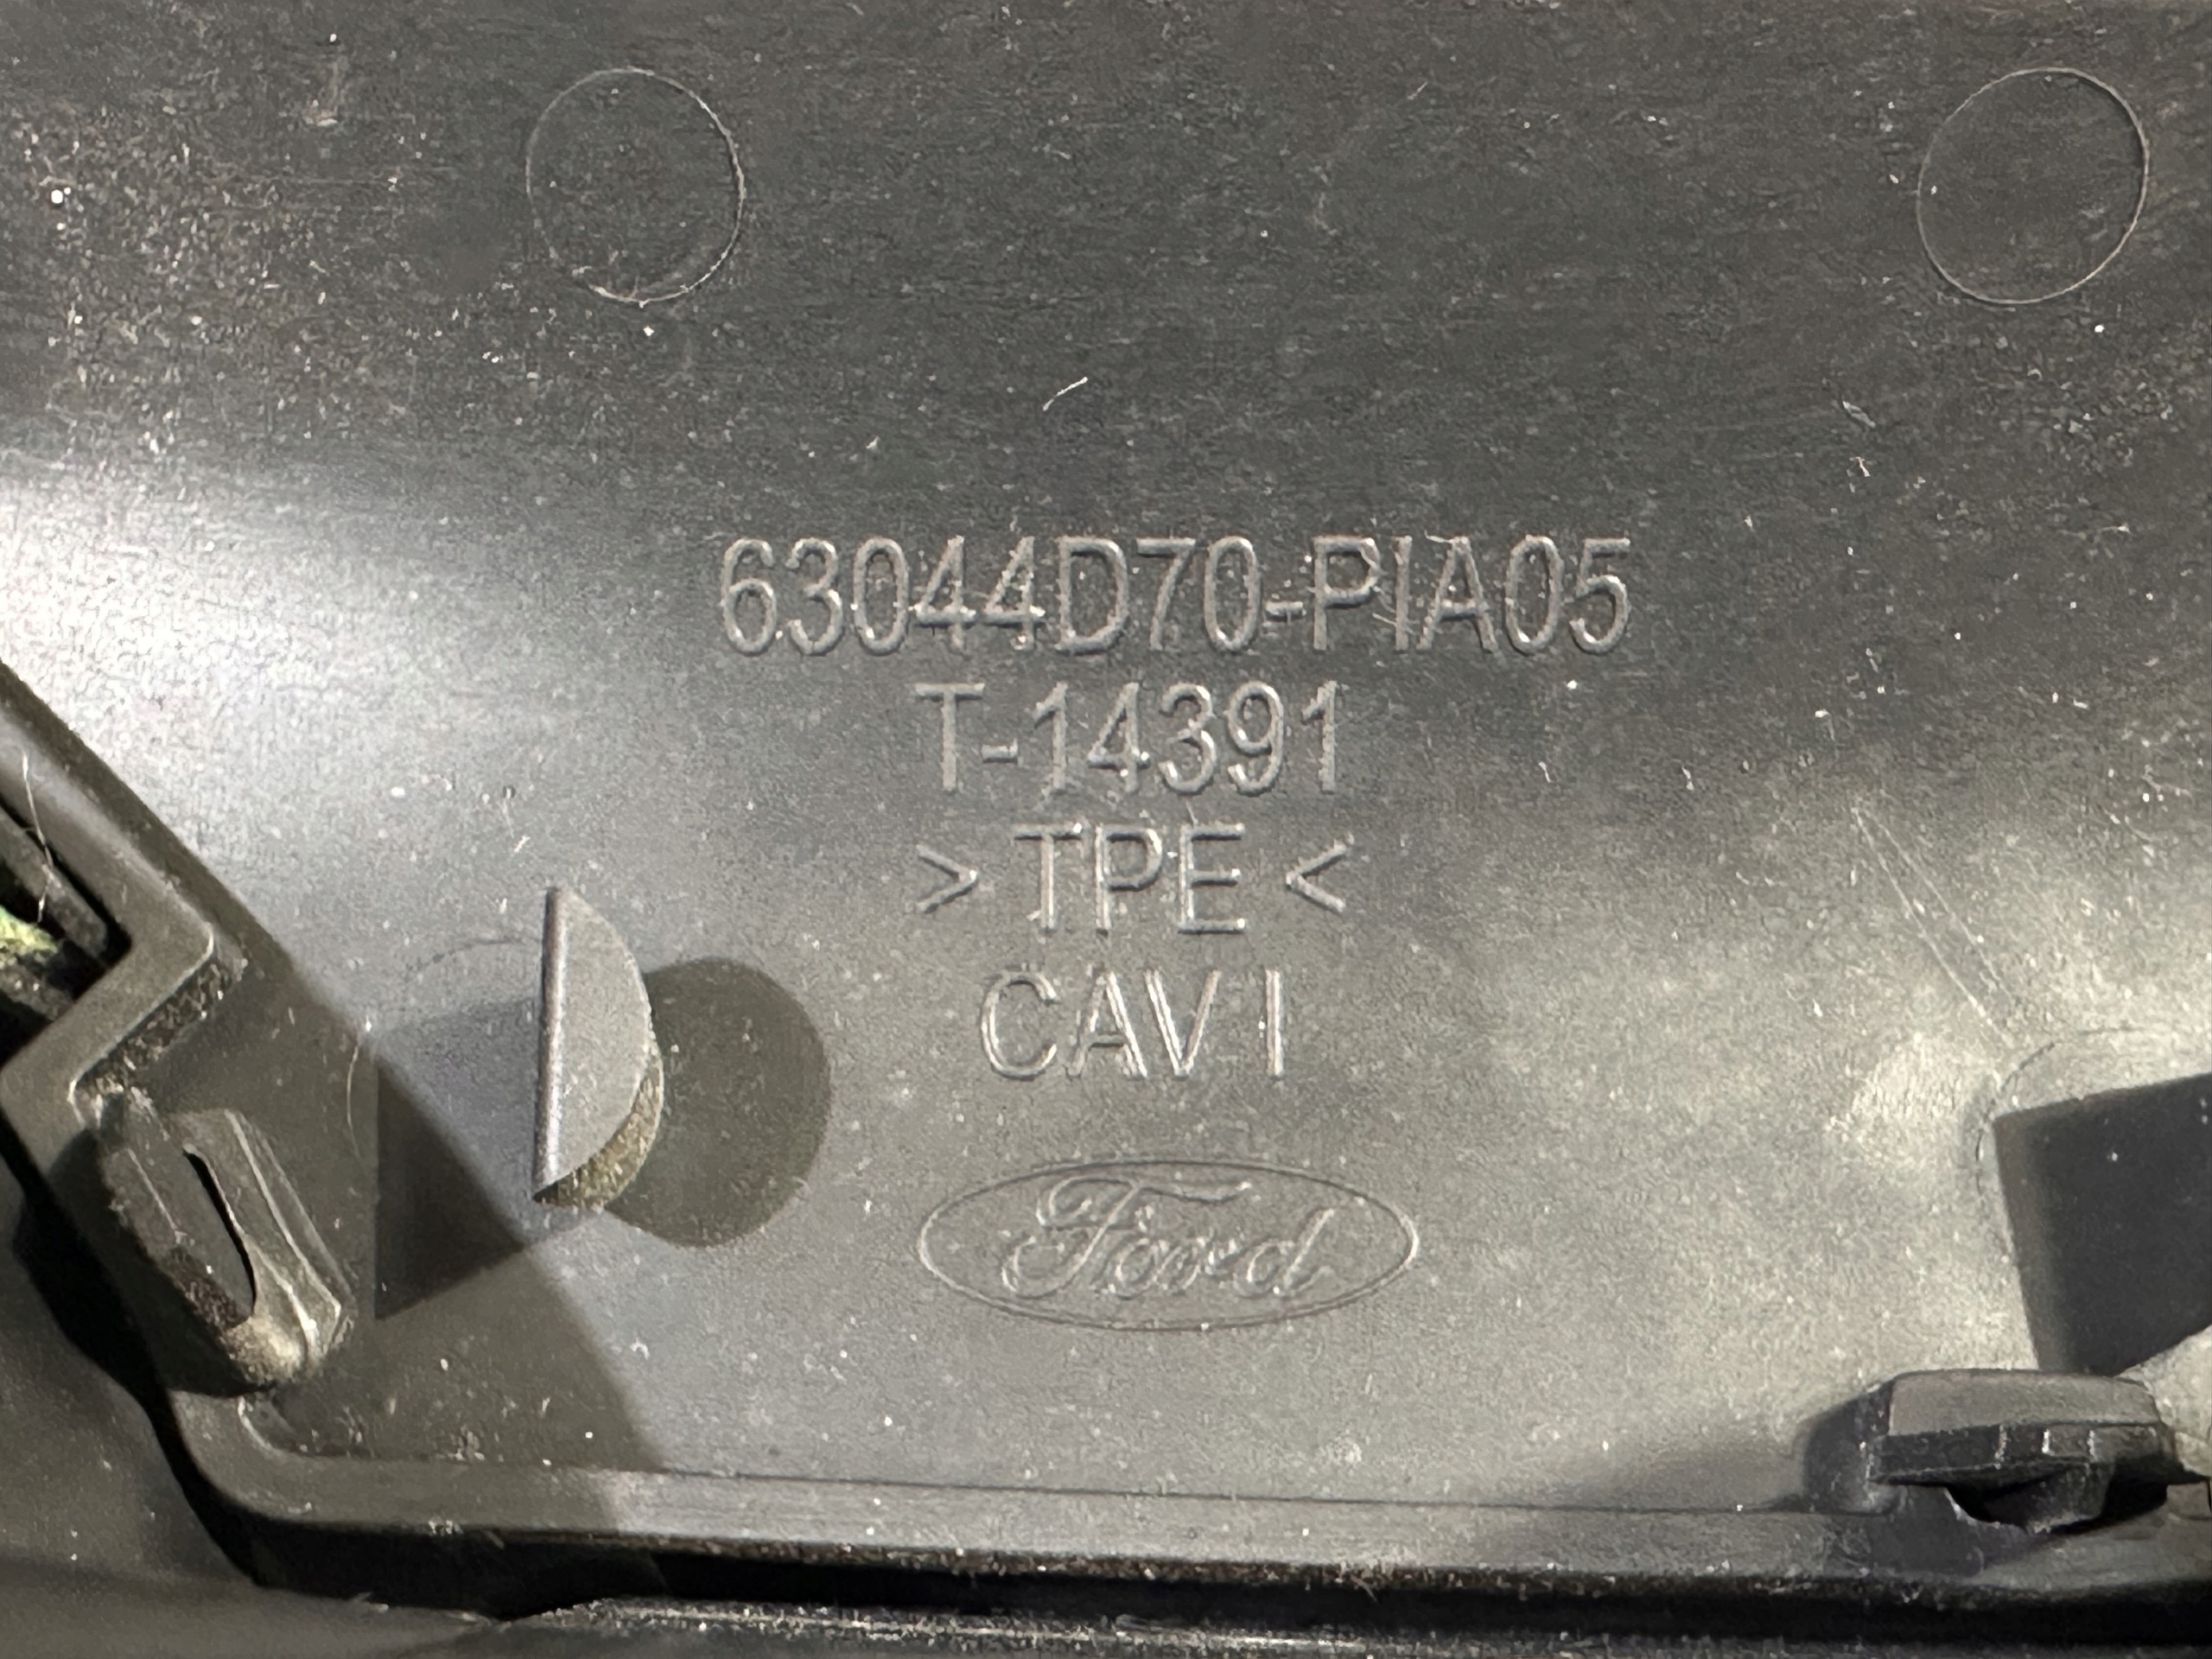 63044D70-PIA05
T-14391
>TPE<
CAV I
Ford